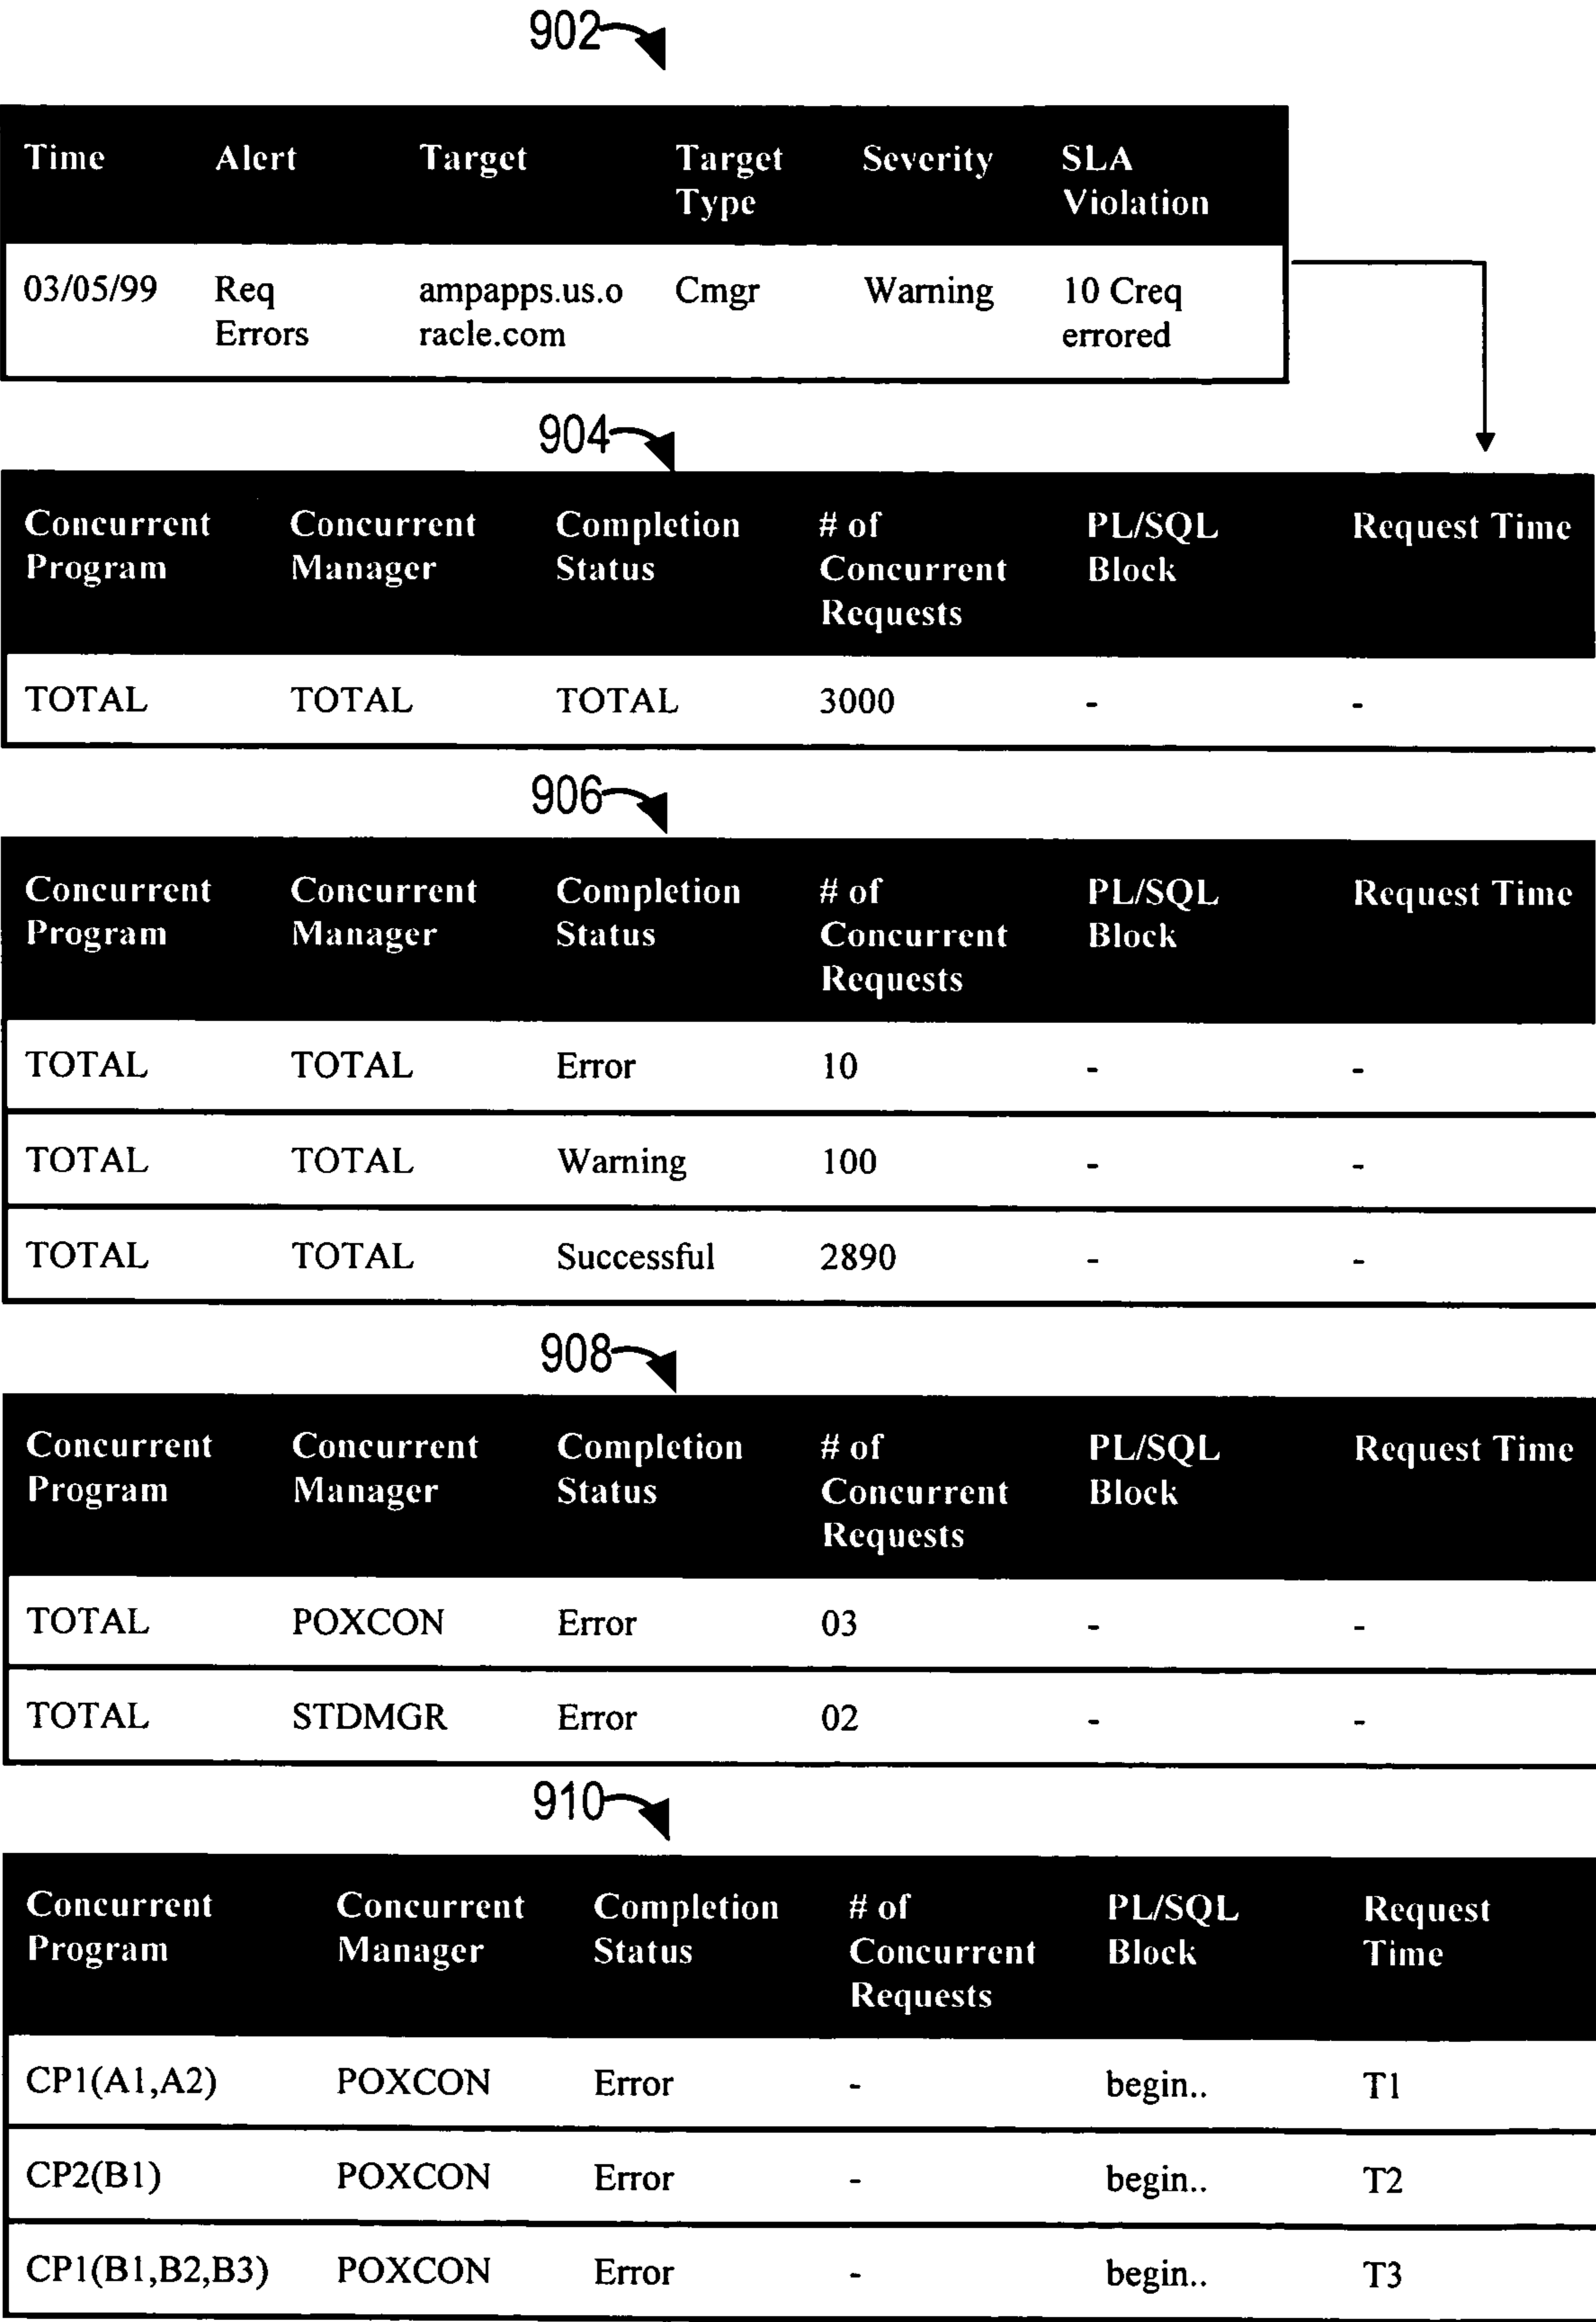 902
Time Alert Target Target Severity SLA
Type Violation
03/05/99 Req ampapps.us.o Cmgr Warning 10 Creq
Errors racle.com errored
904
Concurrent Concurrent Completion # of PL/SQL Request Time
Program Manager Status Concurrent Block
Requests
TOTAL TOTAL TOTAL 3000 - -
906
Concurrent Concurrent Completion # of PL/SQL Request Time
Program Manager Status Concurrent Block
Requests
TOTAL TOTAL Error 10 - -
TOTAL TOTAL Warning 100 - -
TOTAL TOTAL Successful 2890 - -
908
Concurrent Concurrent Completion # of PL/SQL Request Time
Program Manager Status Concurrent Block
Requests
TOTAL POXCON Error 03 - -
TOTAL STDMGR Error 02 - -
910
Concurrent Concurrent Completion # of PL/SQL Request
Program Manager Status Concurrent Block Time
Requests
CP1(A1,A2) POXCON Error - begin.. T1
CP2(B1) POXCON Error - begin.. T2
CP1(B1,B2,B3) POXCON Error - begin.. T3